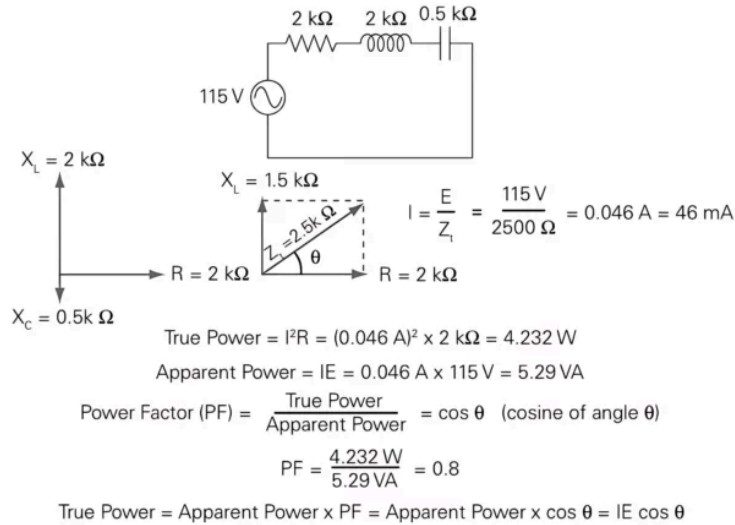 2 kΩ 2 kΩ 0.5 kΩ
115 V
X_L = 2 kΩ
R = 2 kΩ
X_C = 0.5k Ω
X_L = 1.5 kΩ
Z_t =2.5k Ω
θ
R = 2 kΩ
I = E/Z_t = 115 V/2500 Ω = 0.046 A = 46 mA
True Power = I²R = (0.046 A)² x 2 kΩ = 4.232 W
Apparent Power = IE = 0.046 A x 115 V = 5.29 VA
Power Factor (PF) = True Power/Apparent Power = cos θ (cosine of angle θ)
PF = 4.232 W/5.29 VA = 0.8
True Power = Apparent Power x PF = Apparent Power x cos θ = IE cos θ